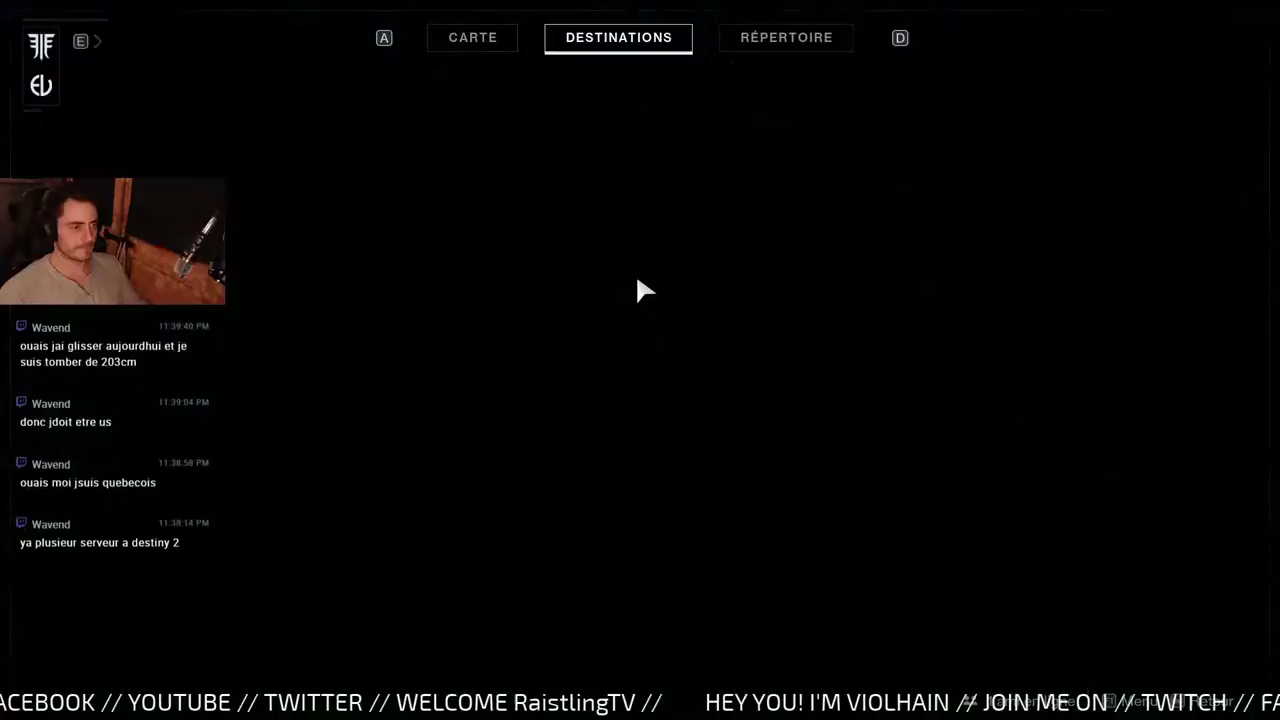 E
A
CARTE
DESTINATIONS
RÉPERTOIRE
D
Wavend 11:39:40 PM
ouais jai glisser aujourdhui et je
suis tomber de 203cm
Wavend 11:39:04 PM
donc jdoit etre us
Wavend 11:38:58 PM
ouais moi jsuis quebecois
Wavend 11:38:14 PM
ya plusieur serveur a destiny 2
ACEBOOK // YOUTUBE // TWITTER // WELCOME RaistlingTV // HEY YOU! I'M VIOLHAIN // JOIN ME ON // TWITCH // FA